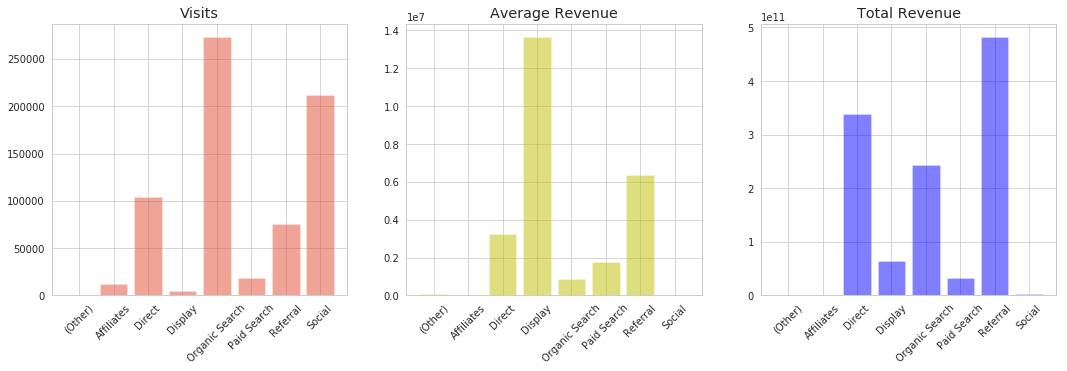 Visits
250000
200000
150000
100000
50000
0
(Other)
Affiliates
Direct
Display
Organic Search
Paid Search
Referral
Social
Average Revenue
1e7
1.4
1.2
1.0
0.8
0.6
0.4
0.2
0.0
(Other)
Affiliates
Direct
Display
Organic Search
Paid Search
Referral
Social
Total Revenue
1e11
5
4
3
2
1
0
(Other)
Affiliates
Direct
Display
Organic Search
Paid Search
Referral
Social